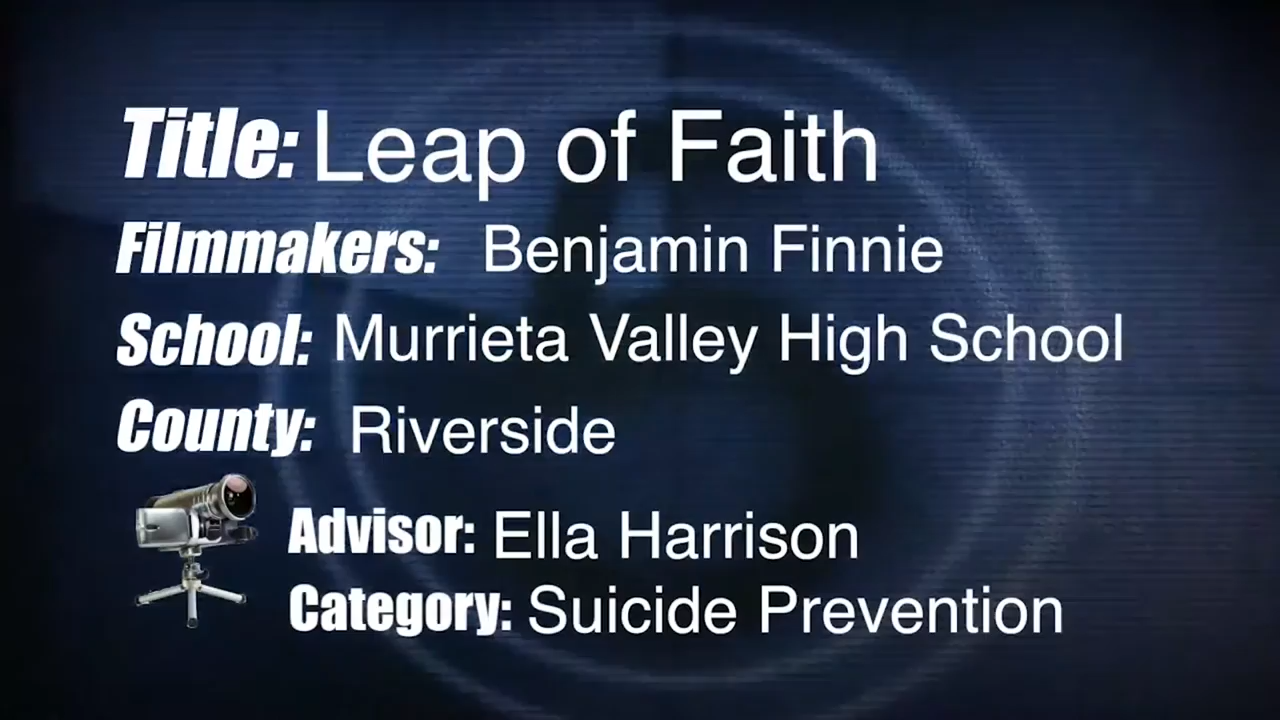 Title: Leap of Faith
Filmmakers: Benjamin Finnie
School: Murrieta Valley High School
County: Riverside
Advisor: Ella Harrison
Category: Suicide Prevention